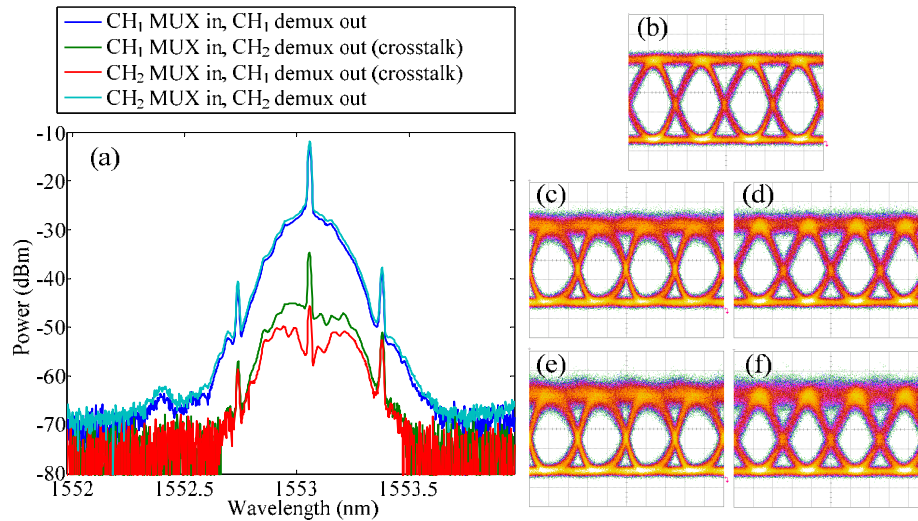 CH1 MUX in, CH1 demux out
CH1 MUX in, CH2 demux out (crosstalk)
CH2 MUX in, CH1 demux out (crosstalk)
CH2 MUX in, CH2 demux out
(a)
-10
-20
-30
-40
-50
-60
-70
-80
Power (dBm)
1552 1552.5 1553 1553.5
Wavelength (nm)
(b)
(c) (d)
(e) (f)